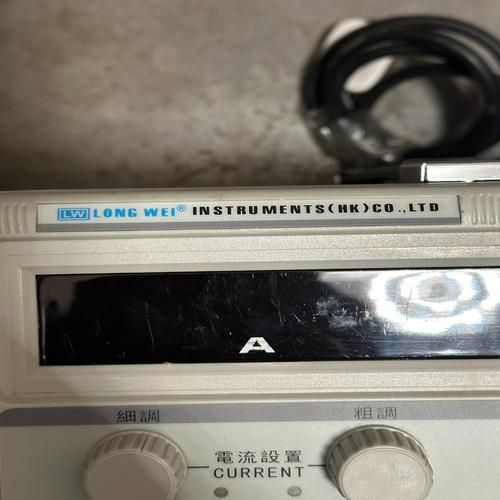 LW LONG WEI® INSTRUMENTS(HK)CO.,LTD
A
細調 粗調
電流設置
CURRENT